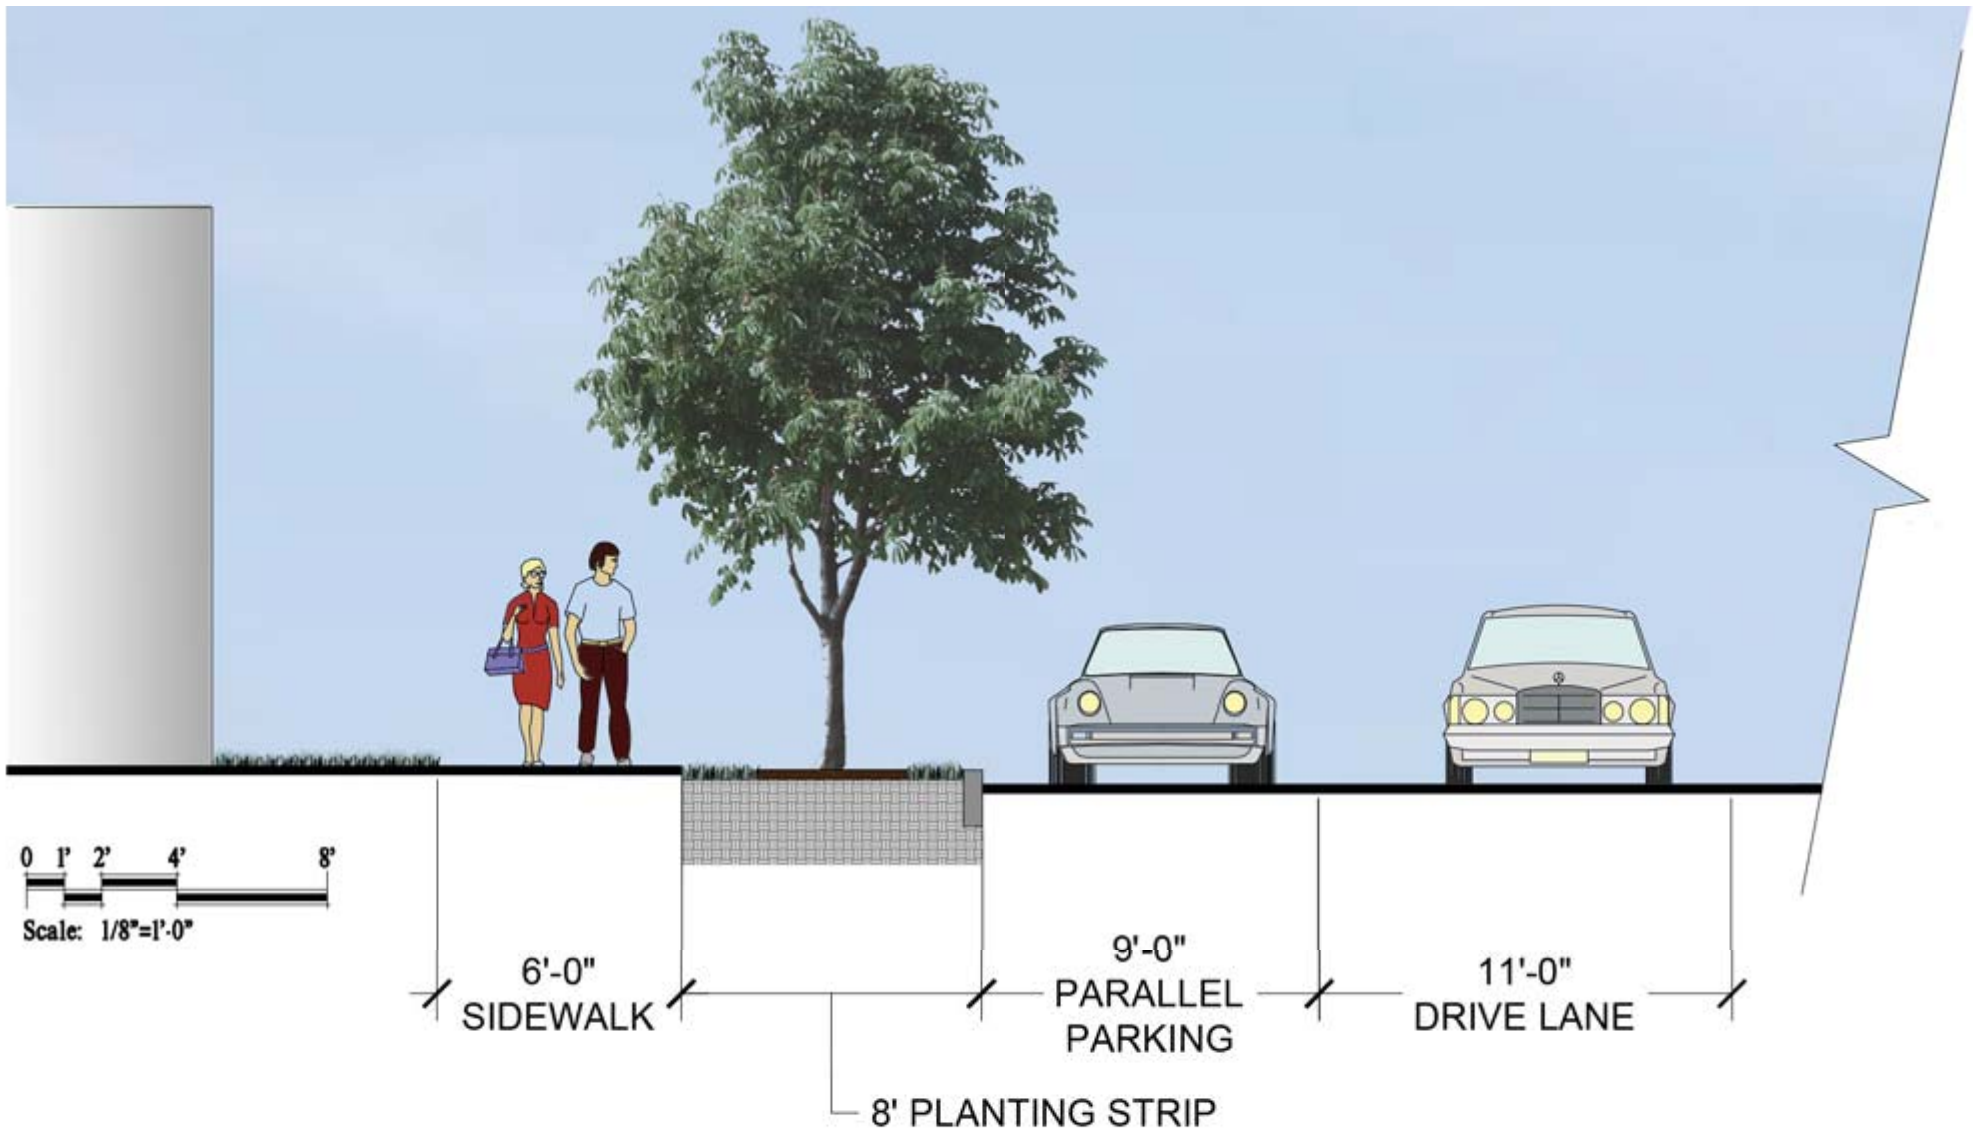 0 1' 2' 4' 8'
Scale: 1/8"=1'-0"
6'-0"
SIDEWALK
9'-0"
PARALLEL
PARKING
11'-0"
DRIVE LANE
8' PLANTING STRIP